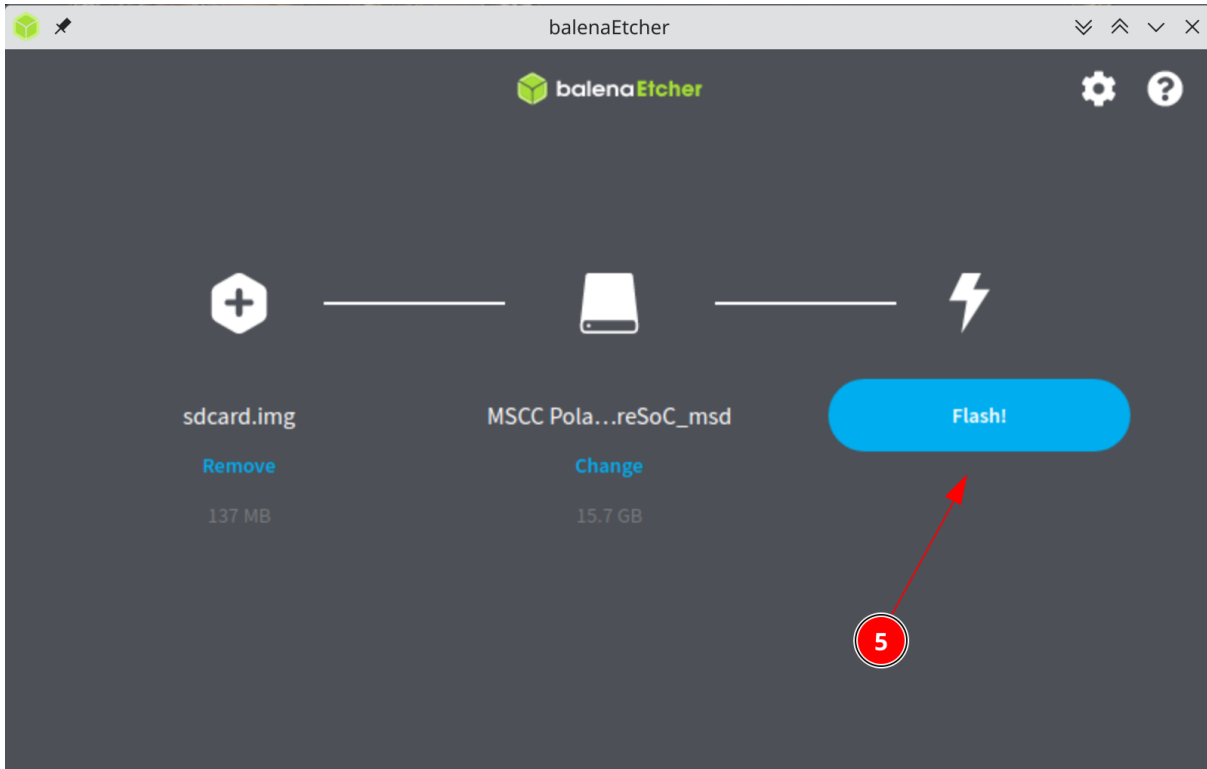 balenaEtcher
balenaEtcher
sdcard.img
MSCC Pola...reSoC_msd
Flash!
Remove
Change
137 MB
15.7 GB
5